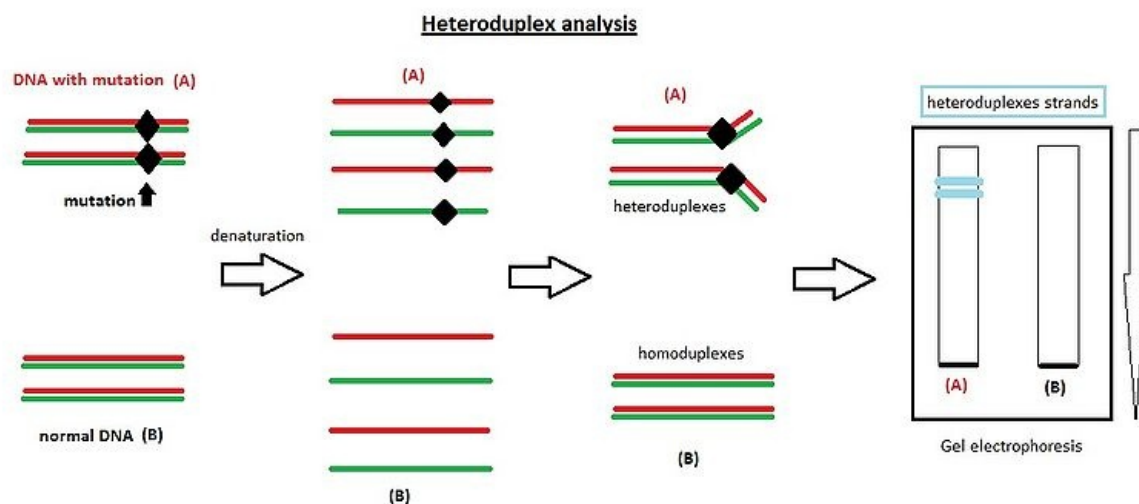 Heteroduplex analysis
DNA with mutation (A)
mutation
denaturation
normal DNA (B)
(A)
(B)
(A)
heteroduplexes
homoduplexes
(B)
heteroduplexes strands
(A) (B)
Gel electrophoresis